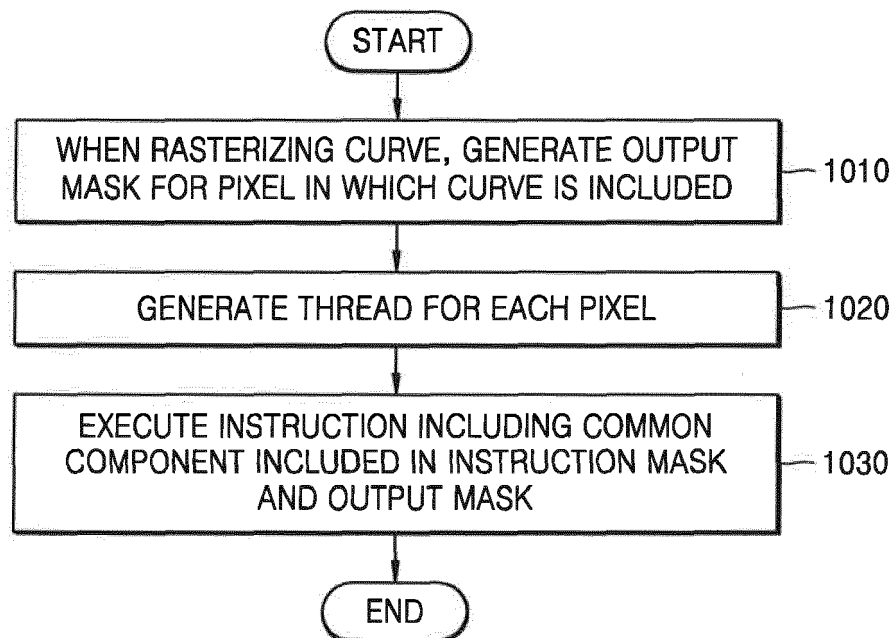 START
WHEN RASTERIZING CURVE, GENERATE OUTPUT
MASK FOR PIXEL IN WHICH CURVE IS INCLUDED
1010
GENERATE THREAD FOR EACH PIXEL
1020
EXECUTE INSTRUCTION INCLUDING COMMON
COMPONENT INCLUDED IN INSTRUCTION MASK
AND OUTPUT MASK
1030
END